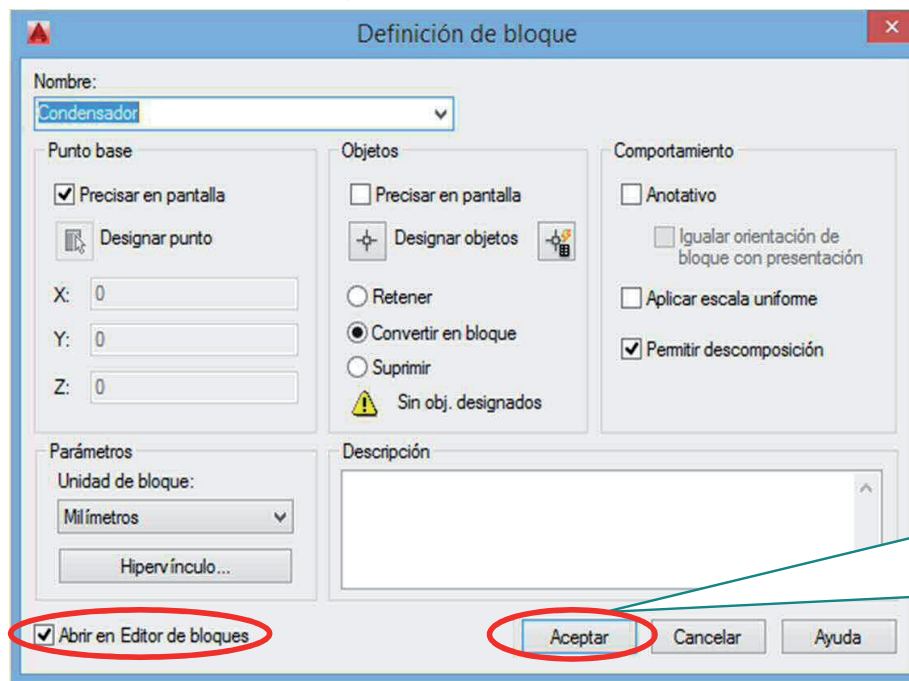 Definición de bloque
Nombre:
Condensador
Punto base
Precisar en pantalla
Designar punto
X: 0
Y: 0
Z: 0
Objetos
Precisar en pantalla
Designar objetos
Retener
Convertir en bloque
Suprimir
Sin obj. designados
Comportamiento
Anotativo
Igualar orientación de
bloque con presentación
Aplicar escala uniforme
Permitir descomposición
Parámetros
Unidad de bloque:
Milímetros
Hipervínculo...
Descripción
Abrir en Editor de bloques
Aceptar
Cancelar
Ayuda